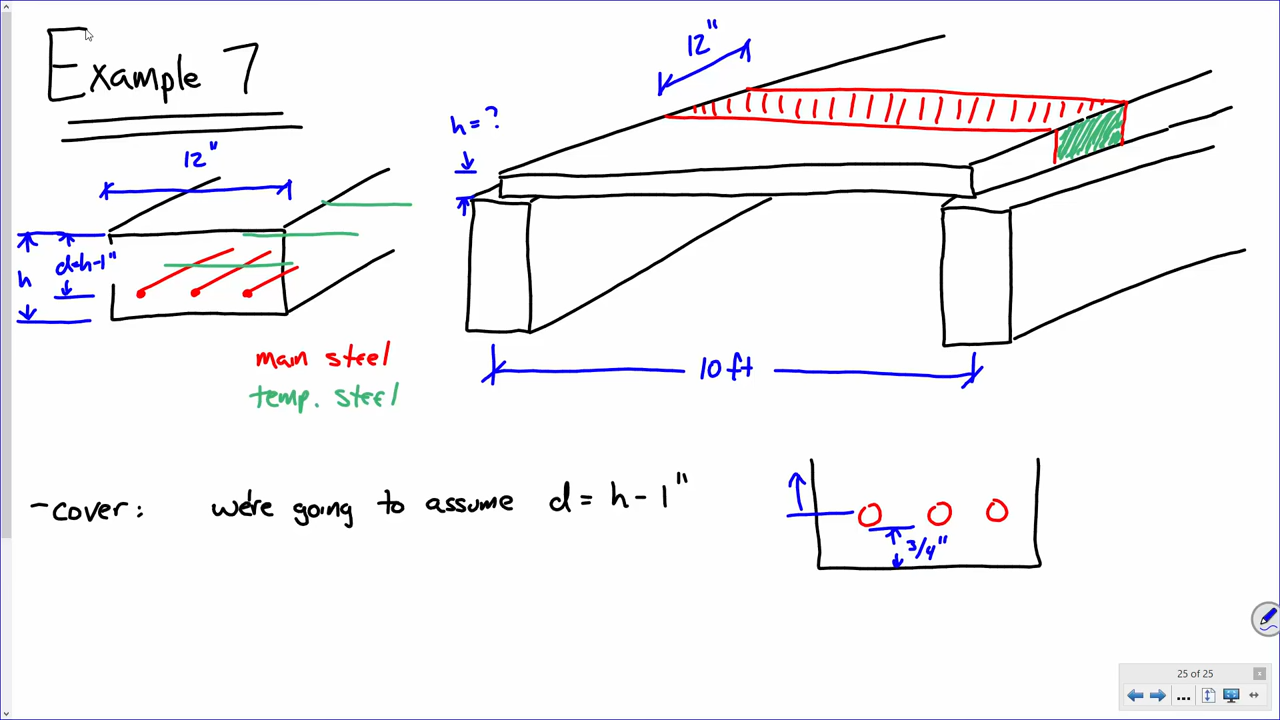 Example 7
12"
h
d=h-1"
main steel
temp. steel
12"
h=?
10 ft
-cover: we're going to assume d = h - 1"
3/4"
25 of 25